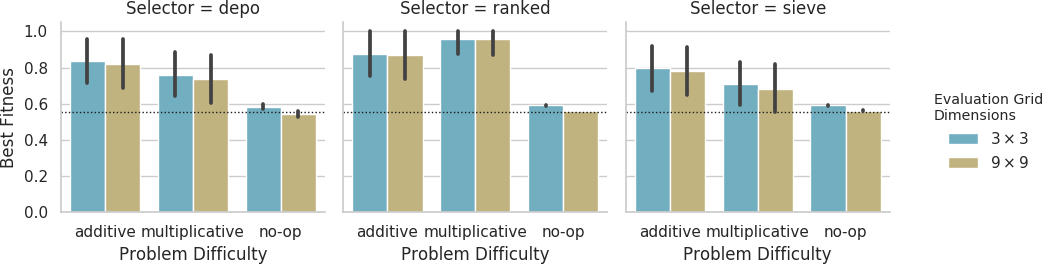 Selector = depo
Selector = ranked
Selector = sieve
Best Fitness
1.0
0.8
0.6
0.4
0.2
0.0
additive multiplicative no-op
additive multiplicative no-op
additive multiplicative no-op
Problem Difficulty
Problem Difficulty
Problem Difficulty
Evaluation Grid
Dimensions
3 × 3
9 × 9